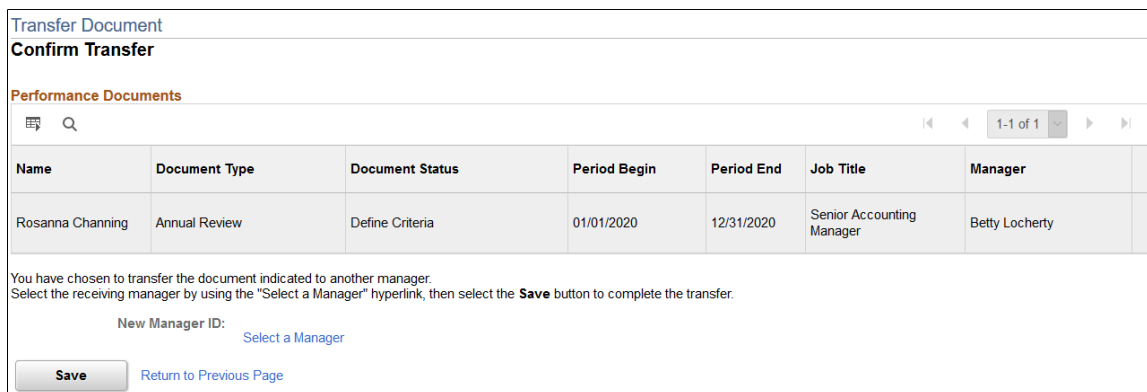 Transfer Document
Confirm Transfer
Performance Documents
1-1 of 1
Name Document Type Document Status Period Begin Period End Job Title Manager
Rosanna Channing Annual Review Define Criteria 01/01/2020 12/31/2020 Senior Accounting Manager Betty Locherty
You have chosen to transfer the document indicated to another manager.
Select the receiving manager by using the "Select a Manager" hyperlink, then select the Save button to complete the transfer.
New Manager ID:
Select a Manager
Save Return to Previous Page